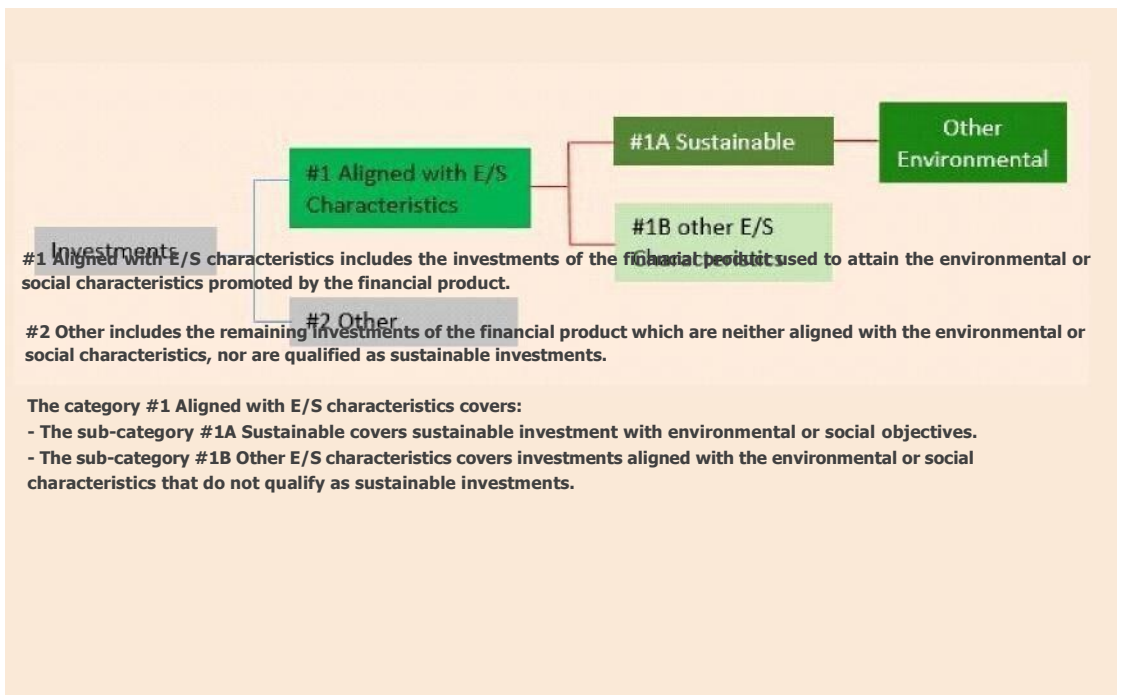 Other
Environmental
#1A Sustainable
#1 Aligned with E/S
Characteristics
#1B other E/S
Characteristics
Investments
#2 Other
#1 Aligned with E/S characteristics includes the investments of the financial product used to attain the environmental or
social characteristics promoted by the financial product.
#2 Other includes the remaining investments of the financial product which are neither aligned with the environmental or
social characteristics, nor are qualified as sustainable investments.
The category #1 Aligned with E/S characteristics covers:
- The sub-category #1A Sustainable covers sustainable investment with environmental or social objectives.
- The sub-category #1B Other E/S characteristics covers investments aligned with the environmental or social
characteristics that do not qualify as sustainable investments.